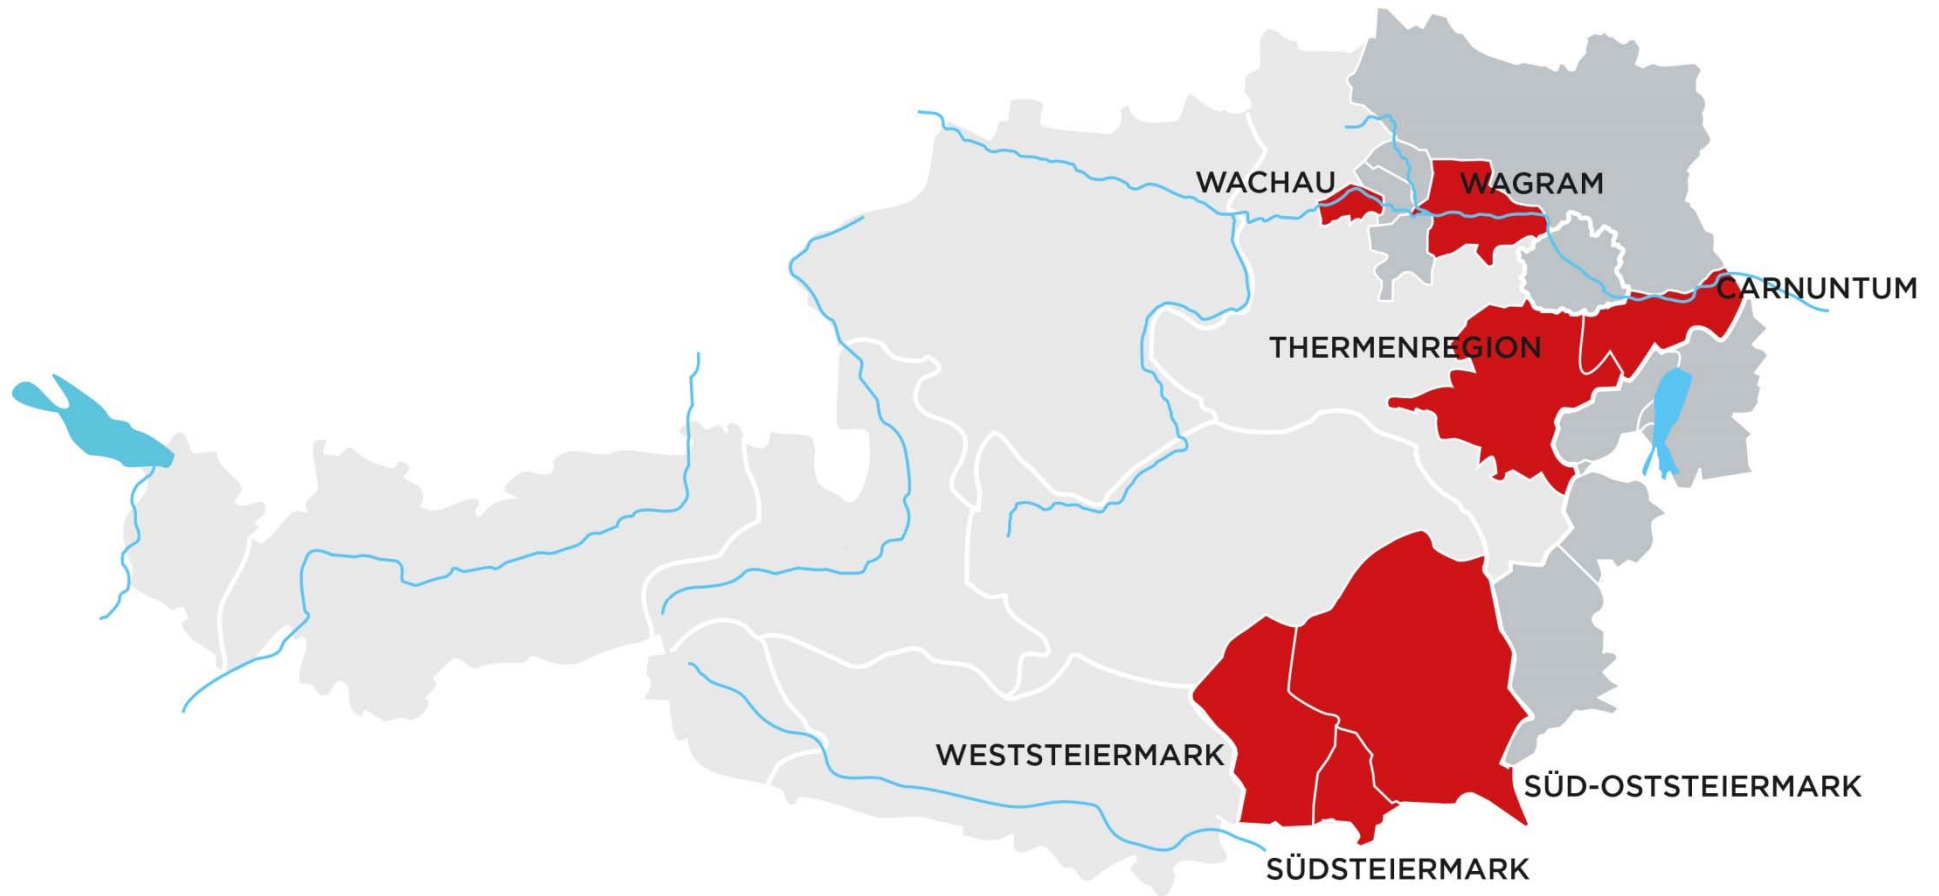 WACHAU
WAGRAM
CARNUNTUM
THERMENREGION
WESTSTEIERMARK
SÜD-OSTSTEIERMARK
SÜDSTEIERMARK